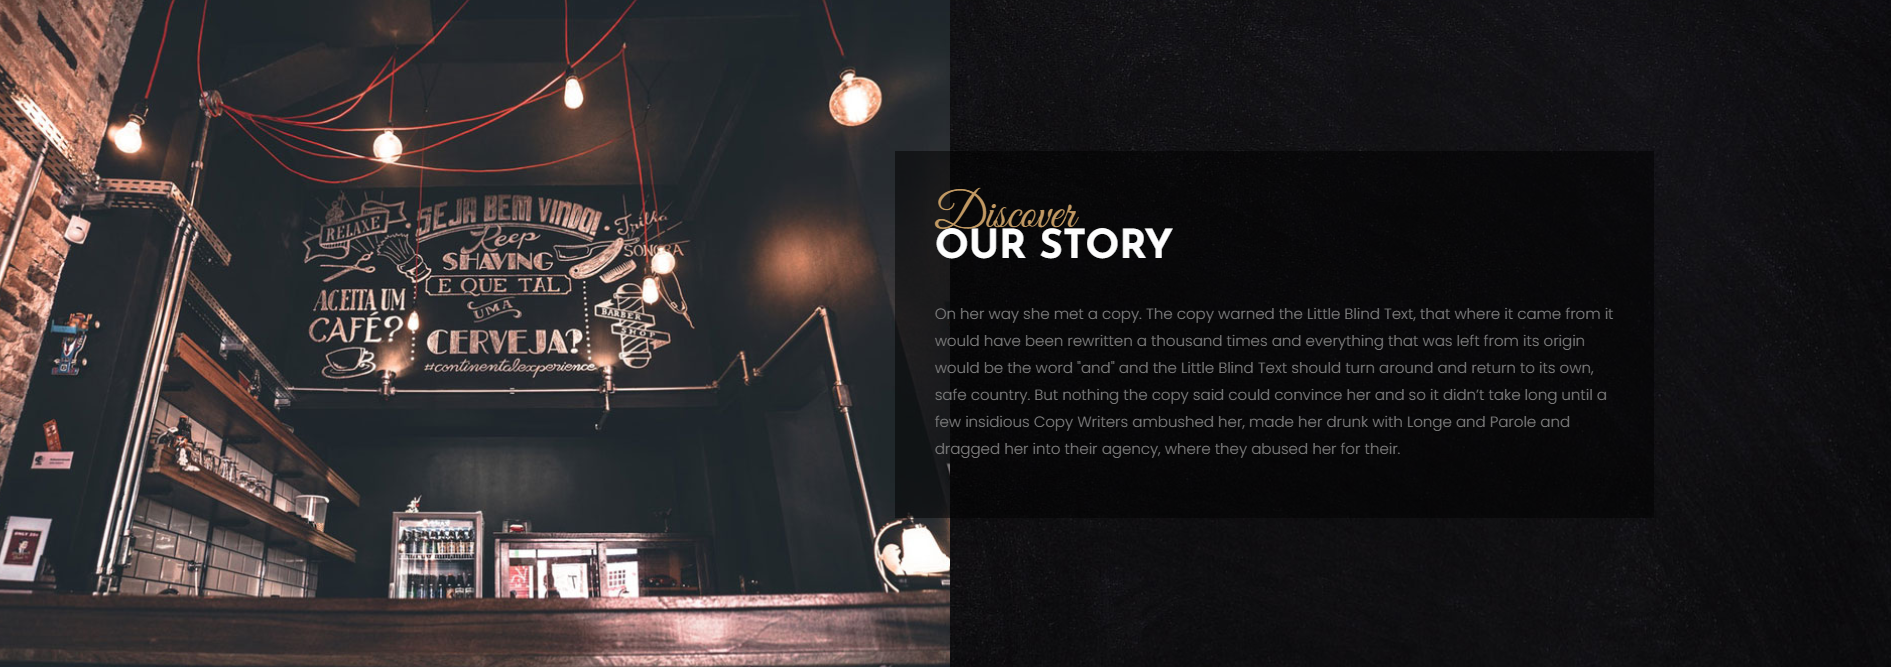 RELAXE
SEJA BEM VINDO!
Trilha
SONORA
Keep
SHAVING
E QUE TAL
UMA
CERVEJA?
#continentalexperience
ACEITA UM
CAFÉ?
BARBER
SHOP
Discover
OUR STORY
On her way she met a copy. The copy warned the Little Blind Text, that where it came from it
would have been rewritten a thousand times and everything that was left from its origin
would be the word "and" and the Little Blind Text should turn around and return to its own,
safe country. But nothing the copy said could convince her and so it didn’t take long until a
few insidious Copy Writers ambushed her, made her drunk with Longe and Parole and
dragged her into their agency, where they abused her for their.